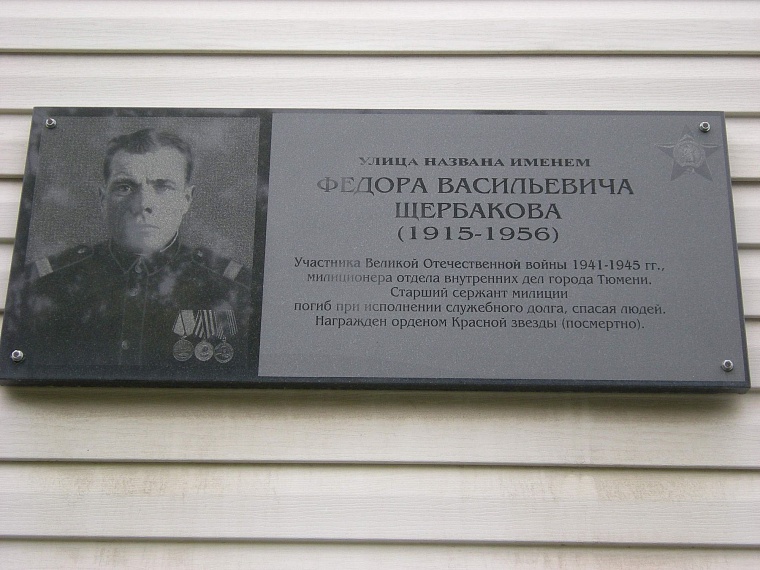 УЛИЦА НАЗВАНА ИМЕНЕМ
ФЕДОРА ВАСИЛЬЕВИЧА
ЩЕРБАКОВА
(1915-1956)
Участника Великой Отечественной войны 1941-1945 гг.,
милиционера отдела внутренних дел города Тюмени.
Старший сержант милиции
погиб при исполнении служебного долга, спасая людей.
Награжден орденом Красной звезды (посмертно).